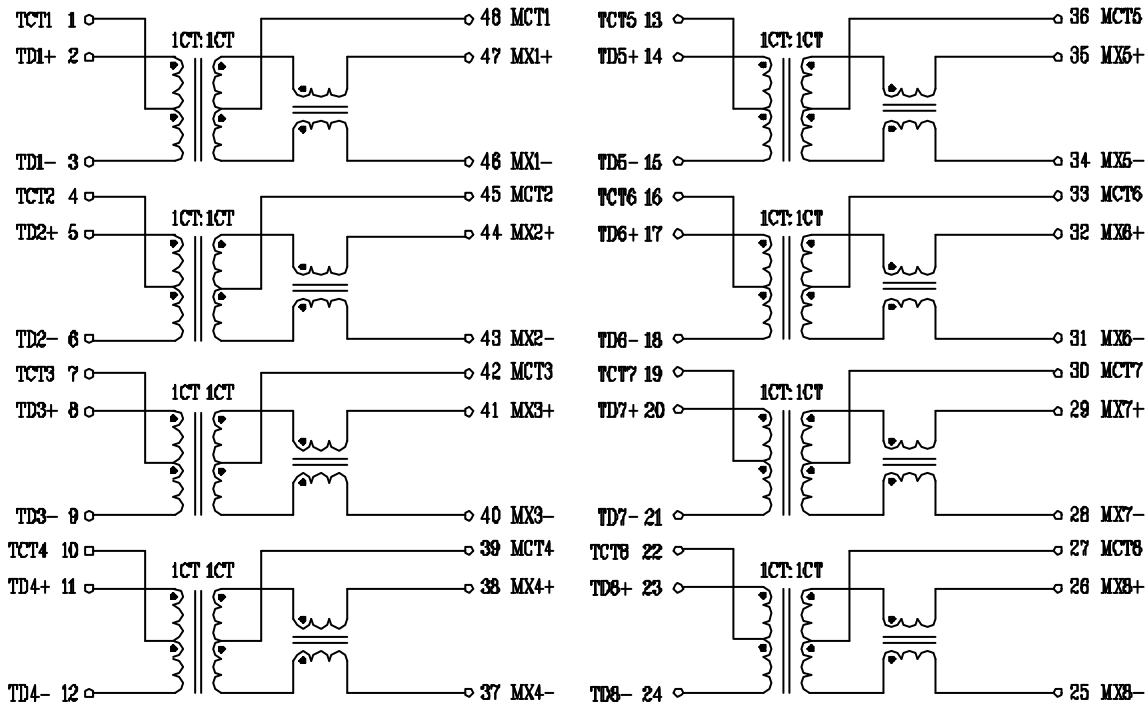 TCT1 1 48 MCT1 TCT5 13 36 MCT5
1CT:1CT 1CT:1CT
TD1+ 2 47 MX1+ TD5+ 14 35 MX5+
TD1- 3 46 MX1- TD5- 15 34 MX5-
TCT2 4 45 MCT2 TCT6 16 33 MCT6
1CT:1CT 1CT:1CT
TD2+ 5 44 MX2+ TD6+ 17 32 MX6+
TD2- 6 43 MX2- TD6- 18 31 MX6-
TCT3 7 42 MCT3 TCT7 19 30 MCT7
1CT 1CT 1CT:1CT
TD3+ 8 41 MX3+ TD7+ 20 29 MX7+
TD3- 9 40 MX3- TD7- 21 28 MX7-
TCT4 10 39 MCT4 TCT8 22 27 MCT8
1CT 1CT 1CT:1CT
TD4+ 11 38 MX4+ TD8+ 23 26 MX8+
TD4- 12 37 MX4- TD8- 24 25 MX8-